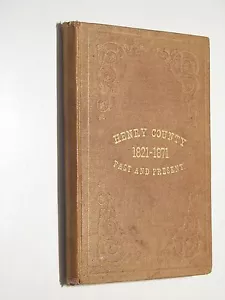 HENRY COUNTY
1821-1871
PAST AND PRESENT.